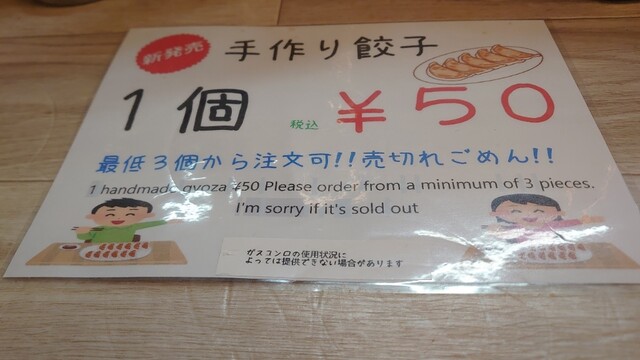 新発売 手作り餃子
1個 税込 ¥50
最低3個から注文可!!売切れごめん!!
1 handmade gyoza ¥50 Please order from a minimum of 3 pieces.
I'm sorry if it's sold out
ガスコンロの使用状況に
よっては提供できない場合があります